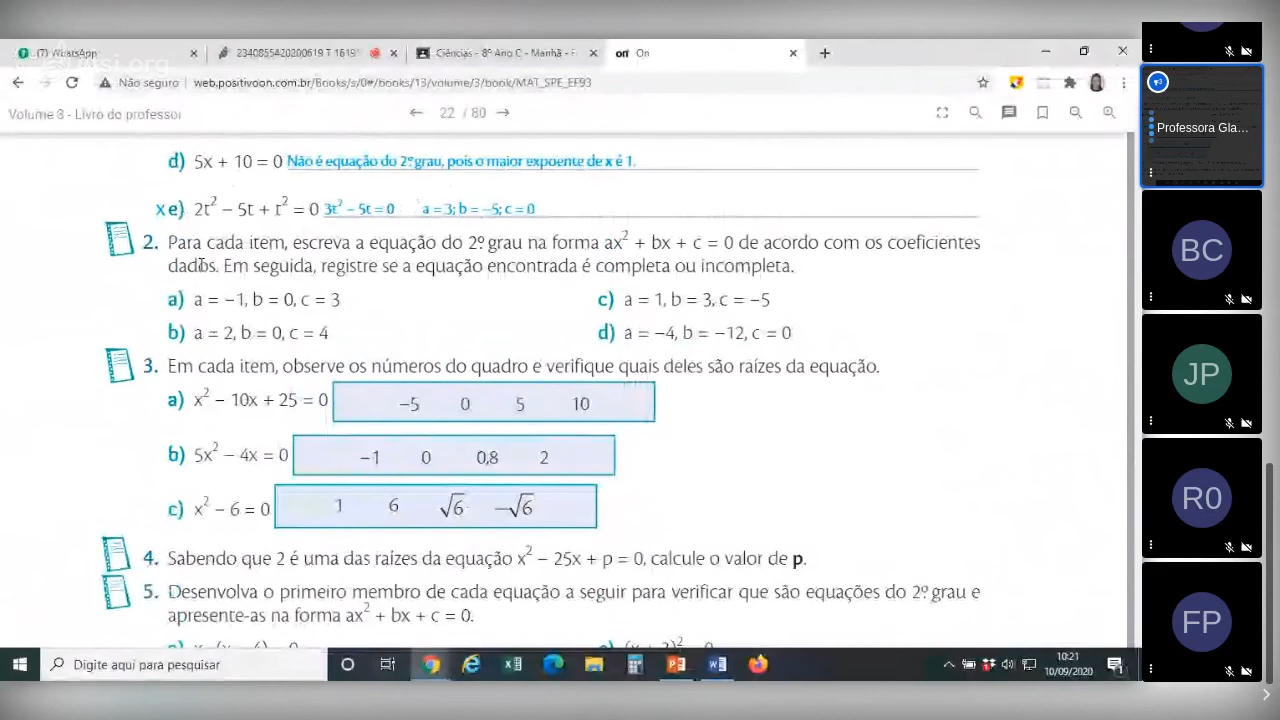 (7) WhatsApp
2340855420200619 T 1619
Ciências - 8º Ano C - Manhã - F
On
Não seguro
web.positivoon.com.br/Books/s/0#/books/13/volume/3/book/MAT_SPE_EF93
Volume 3 - Livro do professor
22 / 80
d) 5x + 10 = 0 Não é equação do 2º grau, pois o maior expoente de x é 1.
x e) 2t² – 5t + t² = 0 3t² – 5t = 0 a = 3; b = –5; c = 0
2. Para cada item, escreva a equação do 2º grau na forma ax² + bx + c = 0 de acordo com os coeficientes
dados. Em seguida, registre se a equação encontrada é completa ou incompleta.
a) a = –1, b = 0, c = 3
c) a = 1, b = 3, c = –5
b) a = 2, b = 0, c = 4
d) a = –4, b = –12, c = 0
3. Em cada item, observe os números do quadro e verifique quais deles são raízes da equação.
a) x² – 10x + 25 = 0 –5 0 5 10
b) 5x² – 4x = 0 –1 0 0,8 2
c) x² – 6 = 0 1 6 √6 –√6
4. Sabendo que 2 é uma das raízes da equação x² – 25x + p = 0, calcule o valor de p.
5. Desenvolva o primeiro membro de cada equação a seguir para verificar que são equações do 2º grau e
apresente-as na forma ax² + bx + c = 0.
Digite aqui para pesquisar
10:21
10/09/2020
Professora Gla...
BC
JP
R0
FP